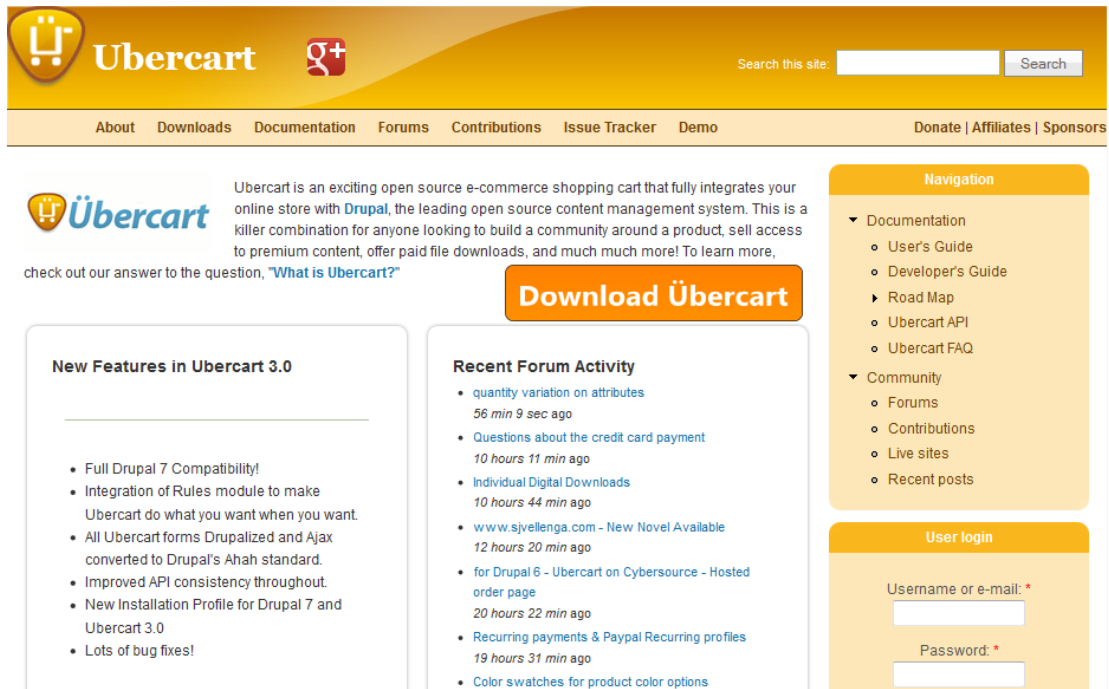 Ubercart
g+
Search this site:
Search
About Downloads Documentation Forums Contributions Issue Tracker Demo
Donate | Affiliates | Sponsors
Übercart
Ubercart is an exciting open source e-commerce shopping cart that fully integrates your
online store with Drupal, the leading open source content management system. This is a
killer combination for anyone looking to build a community around a product, sell access
to premium content, offer paid file downloads, and much much more! To learn more,
check out our answer to the question, "What is Ubercart?"
Download Übercart
New Features in Ubercart 3.0
Full Drupal 7 Compatibility!
Integration of Rules module to make
Ubercart do what you want when you want.
All Ubercart forms Drupalized and Ajax
converted to Drupal's Ahah standard.
Improved API consistency throughout.
New Installation Profile for Drupal 7 and
Ubercart 3.0
Lots of bug fixes!
Recent Forum Activity
quantity variation on attributes
56 min 9 sec ago
Questions about the credit card payment
10 hours 11 min ago
Individual Digital Downloads
10 hours 44 min ago
www.sjvellenga.com - New Novel Available
12 hours 20 min ago
for Drupal 6 - Ubercart on Cybersource - Hosted
order page
20 hours 22 min ago
Recurring payments & Paypal Recurring profiles
19 hours 31 min ago
Color swatches for product color options
Navigation
Documentation
User's Guide
Developer's Guide
Road Map
Ubercart API
Ubercart FAQ
Community
Forums
Contributions
Live sites
Recent posts
User login
Username or e-mail: *
Password: *